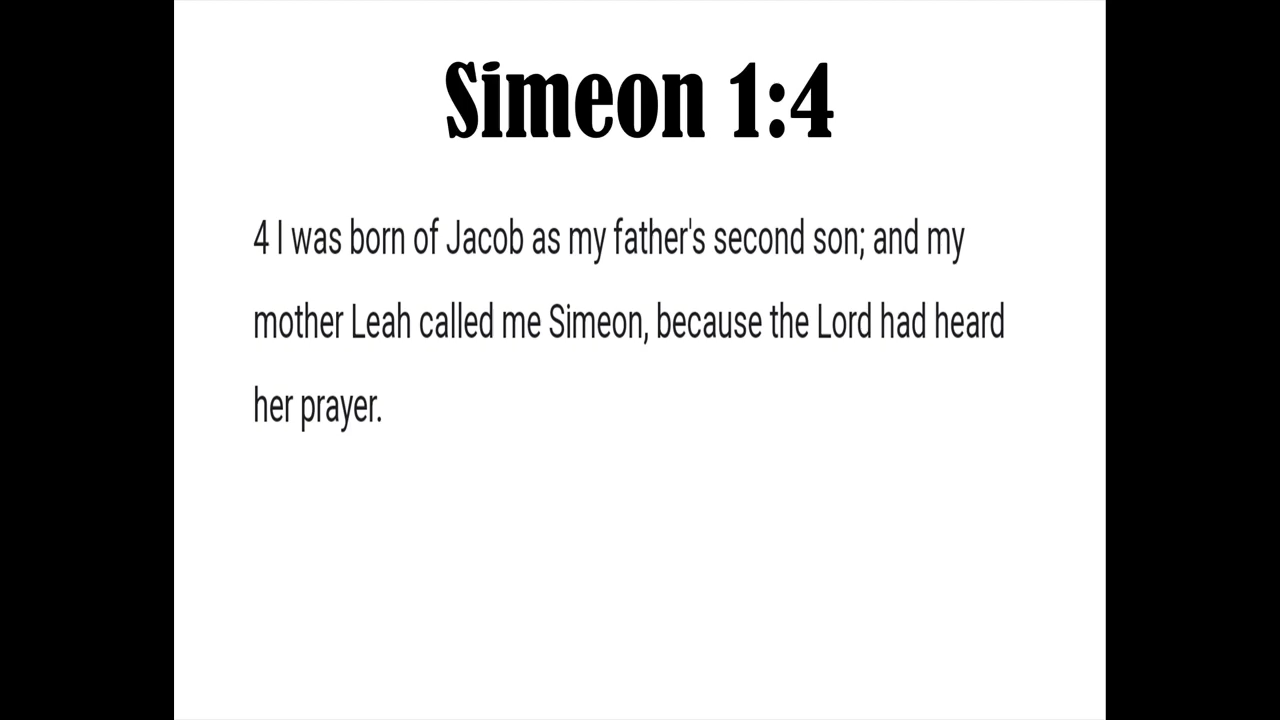 Simeon 1:4
4 I was born of Jacob as my father's second son; and my
mother Leah called me Simeon, because the Lord had heard
her prayer.